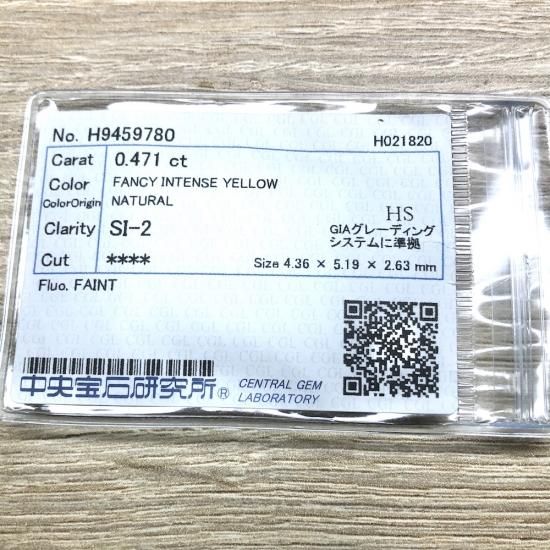 No. H9459780 H021820
Carat 0.471 ct
Color FANCY INTENSE YELLOW
ColorOrigin NATURAL
Clarity SI-2
HS
GIAグレーディング
システムに準拠
Cut **** Size 4.36 × 5.19 × 2.63 mm
Fluo. FAINT
中央宝石研究所® CENTRAL GEM
LABORATORY